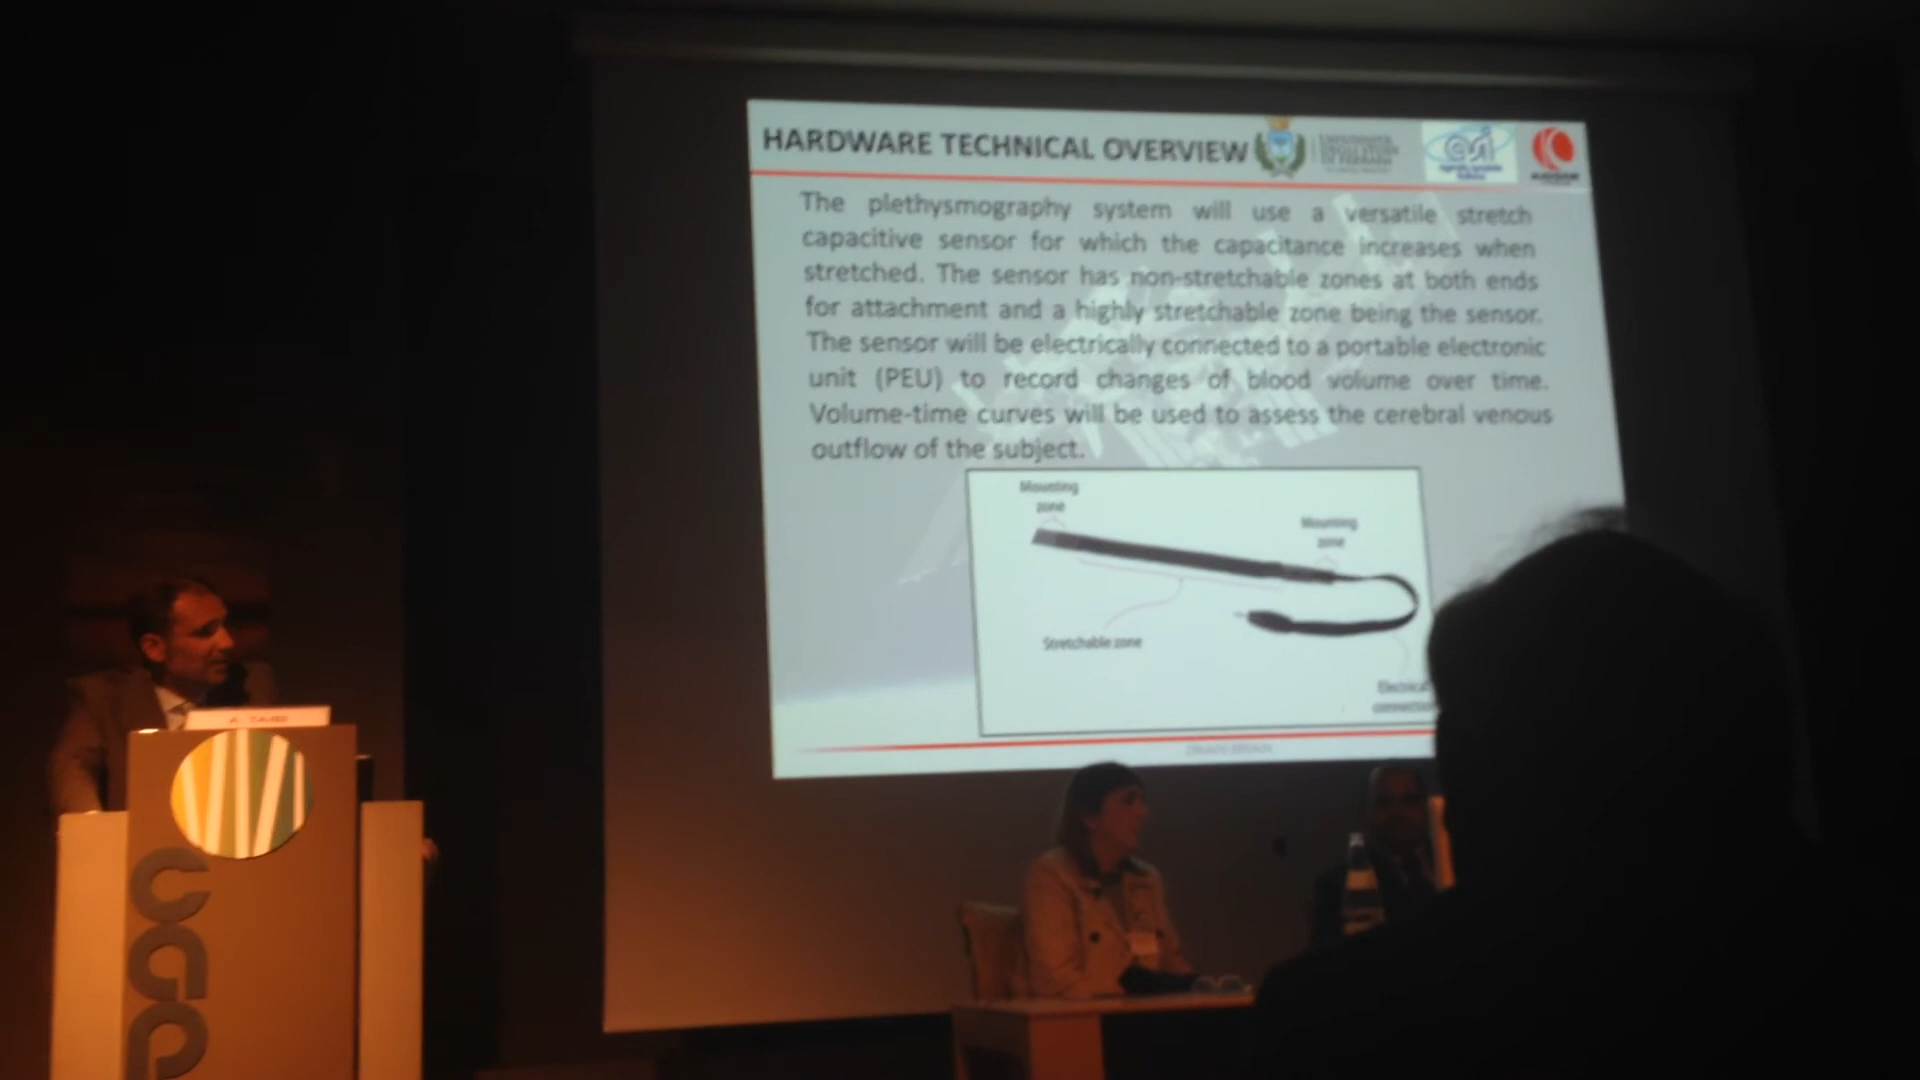 HARDWARE TECHNICAL OVERVIEW
The plethysmography system will use a versatile stretch
capacitive sensor for which the capacitance increases when
stretched. The sensor has non-stretchable zones at both ends
for attachment and a highly stretchable zone being the sensor.
The sensor will be electrically connected to a portable electronic
unit (PEU) to record changes of blood volume over time.
Volume-time curves will be used to assess the cerebral venous
outflow of the subject.
Mounting
zone
Mounting
zone
Stretchable zone
Electrical
connection
asi